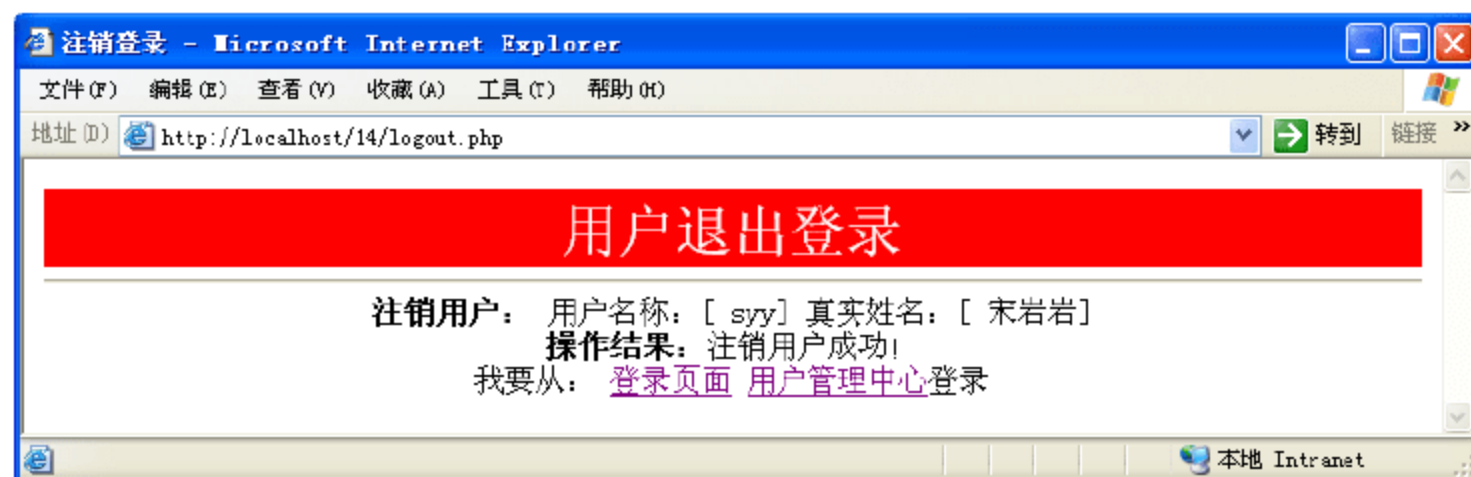 注销登录 - Microsoft Internet Explorer
文件(F) 编辑(E) 查看(V) 收藏(A) 工具(T) 帮助(H)
地址(D) http://localhost/14/logout.php 转到 链接 »
用户退出登录
注销用户： 用户名称：[ syy] 真实姓名：[ 宋岩岩]
操作结果：注销用户成功!
我要从： 登录页面 用户管理中心登录
本地 Intranet